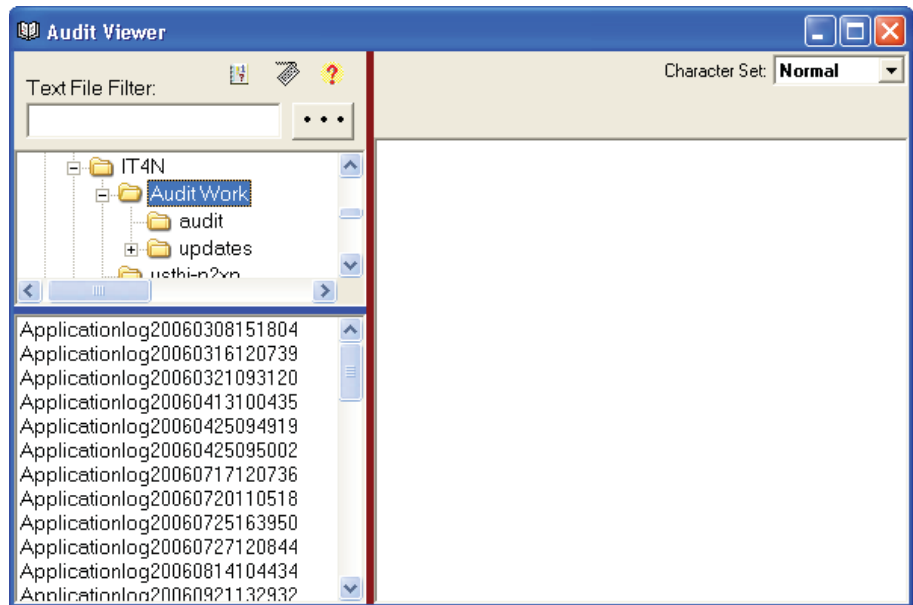 Audit Viewer
Text File Filter:
Character Set: Normal
IT4N
Audit Work
audit
updates
Applicationlog20060308151804
Applicationlog20060316120739
Applicationlog20060321093120
Applicationlog20060413100435
Applicationlog20060425094919
Applicationlog20060425095002
Applicationlog20060717120736
Applicationlog20060720110518
Applicationlog20060725163950
Applicationlog20060727120844
Applicationlog20060814104434
Applicationlog20060921132932